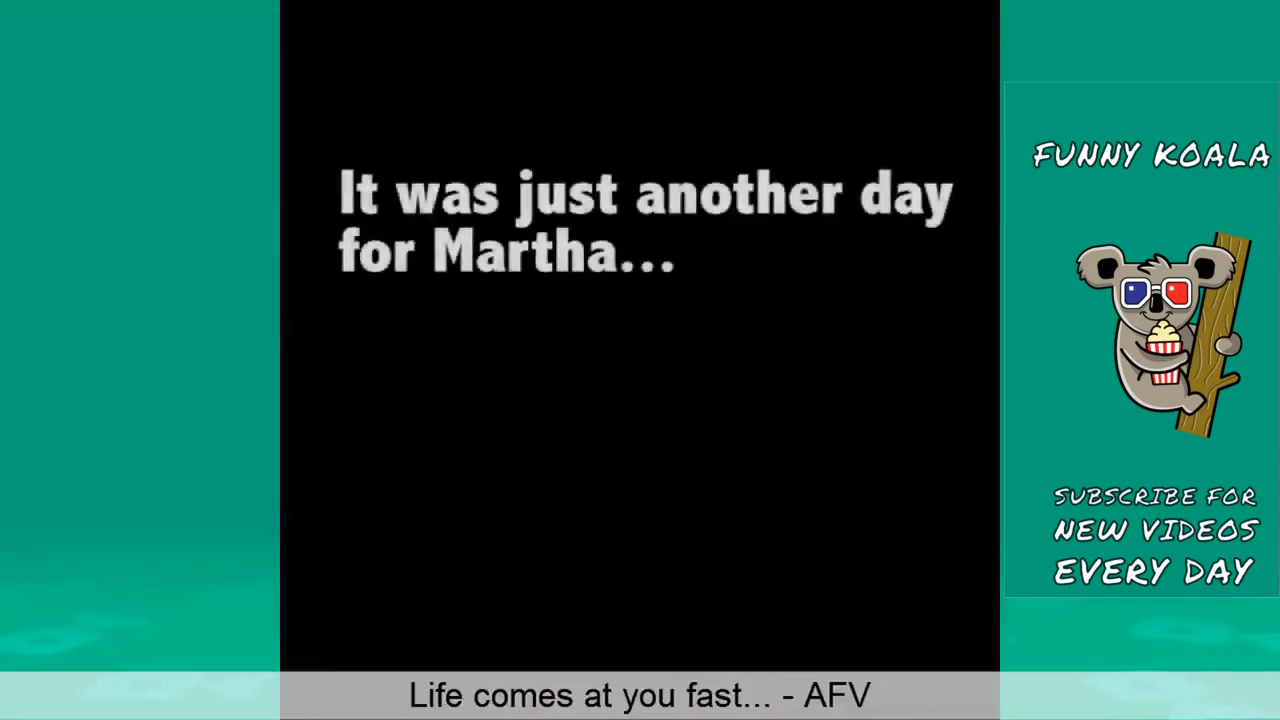 It was just another day
for Martha...
FUNNY KOALA
SUBSCRIBE FOR
NEW VIDEOS
EVERY DAY
Life comes at you fast... - AFV